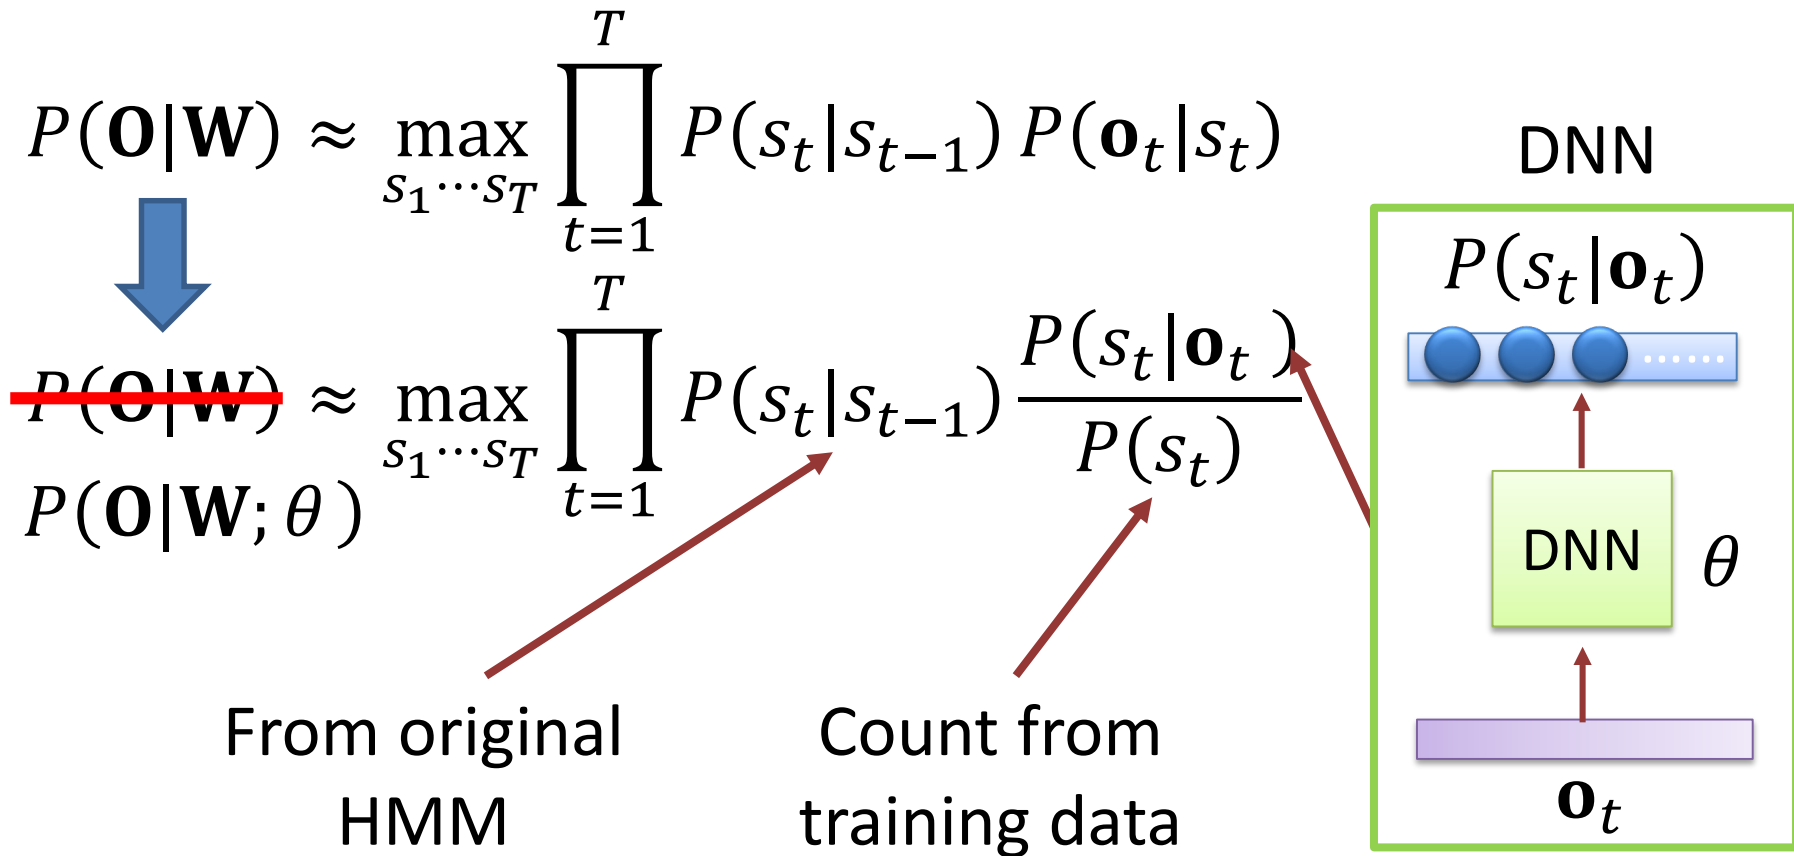 P(𝐎|𝐖) ≈ max_{s_1⋯s_T} ∏_{t=1}^{T} P(s_t|s_{t−1}) P(𝐨_t|s_t)
P(𝐎|𝐖) ≈ max_{s_1⋯s_T} ∏_{t=1}^{T} P(s_t|s_{t−1}) P(s_t|𝐨_t)/P(s_t)
P(𝐎|𝐖; θ)
From original
HMM
Count from
training data
DNN
P(s_t|𝐨_t)
……
DNN
θ
𝐨_t